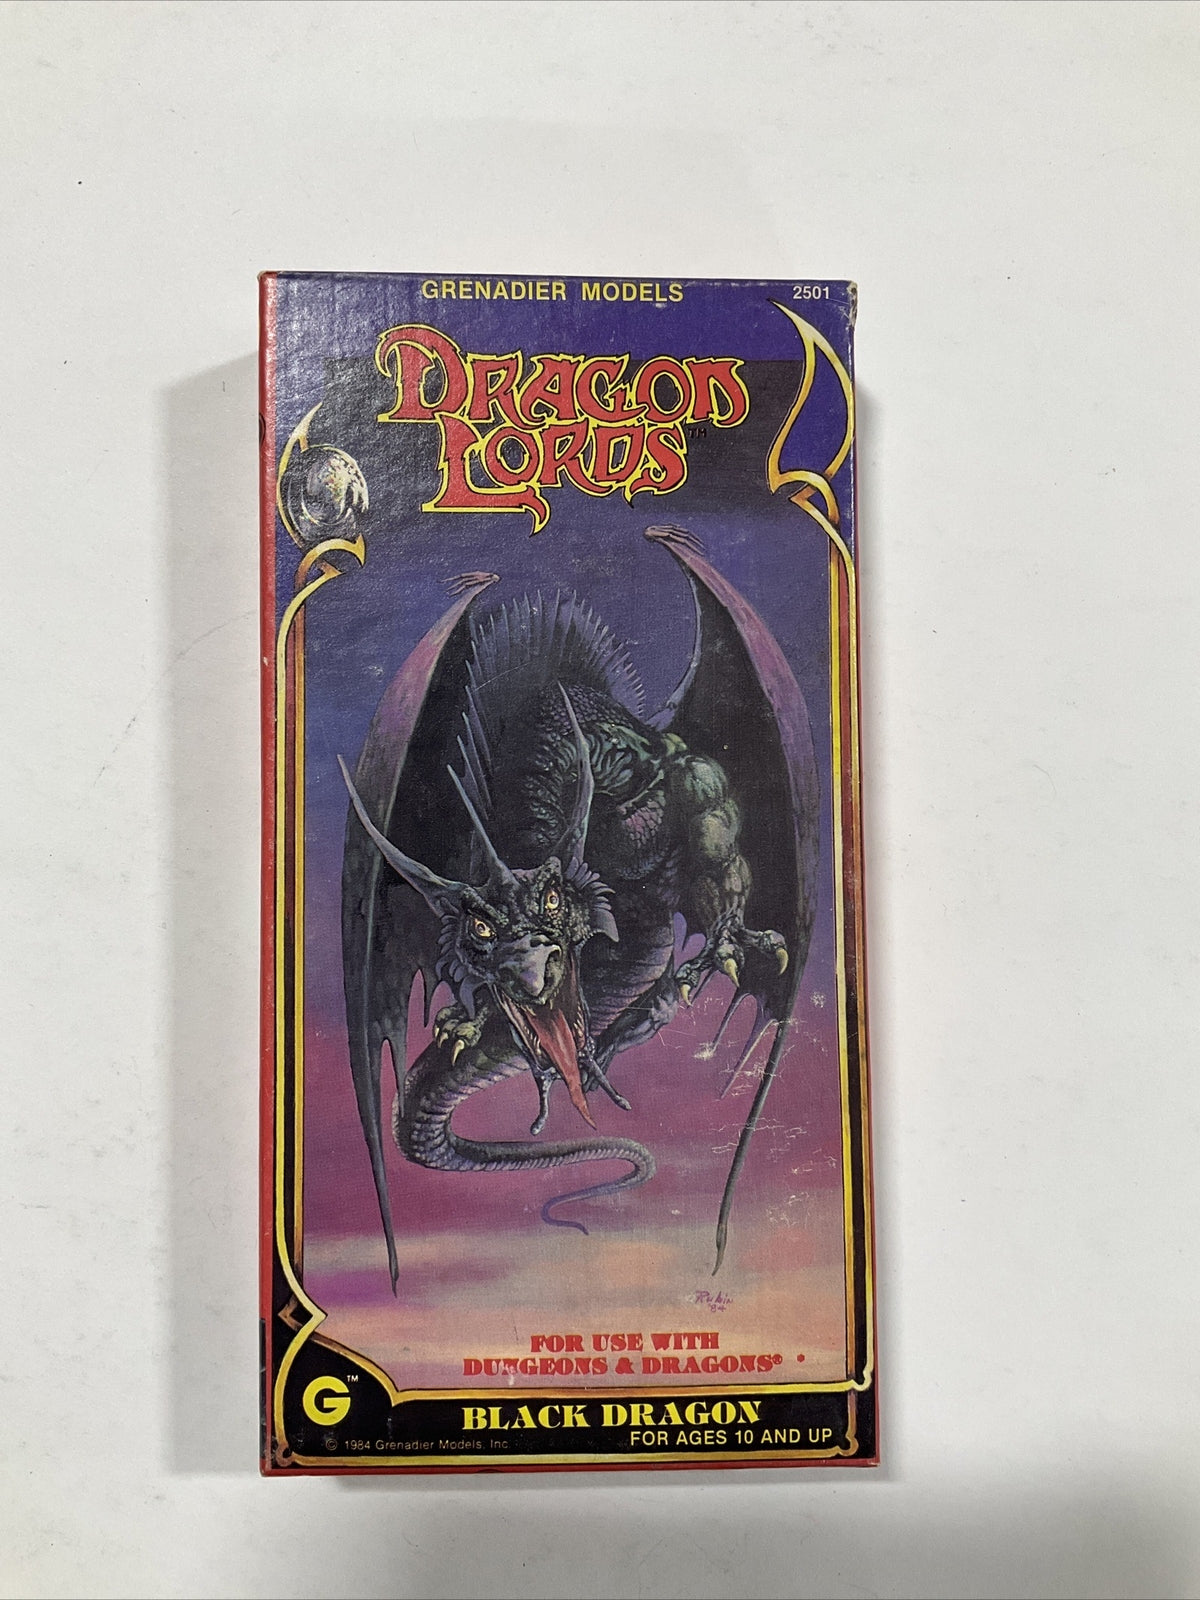 GRENADIER MODELS 2501
DRAGON
LORDS™
Rubin
'84
FOR USE WITH
DUNGEONS & DRAGONS® *
G™
BLACK DRAGON
FOR AGES 10 AND UP
© 1984 Grenadier Models, Inc.